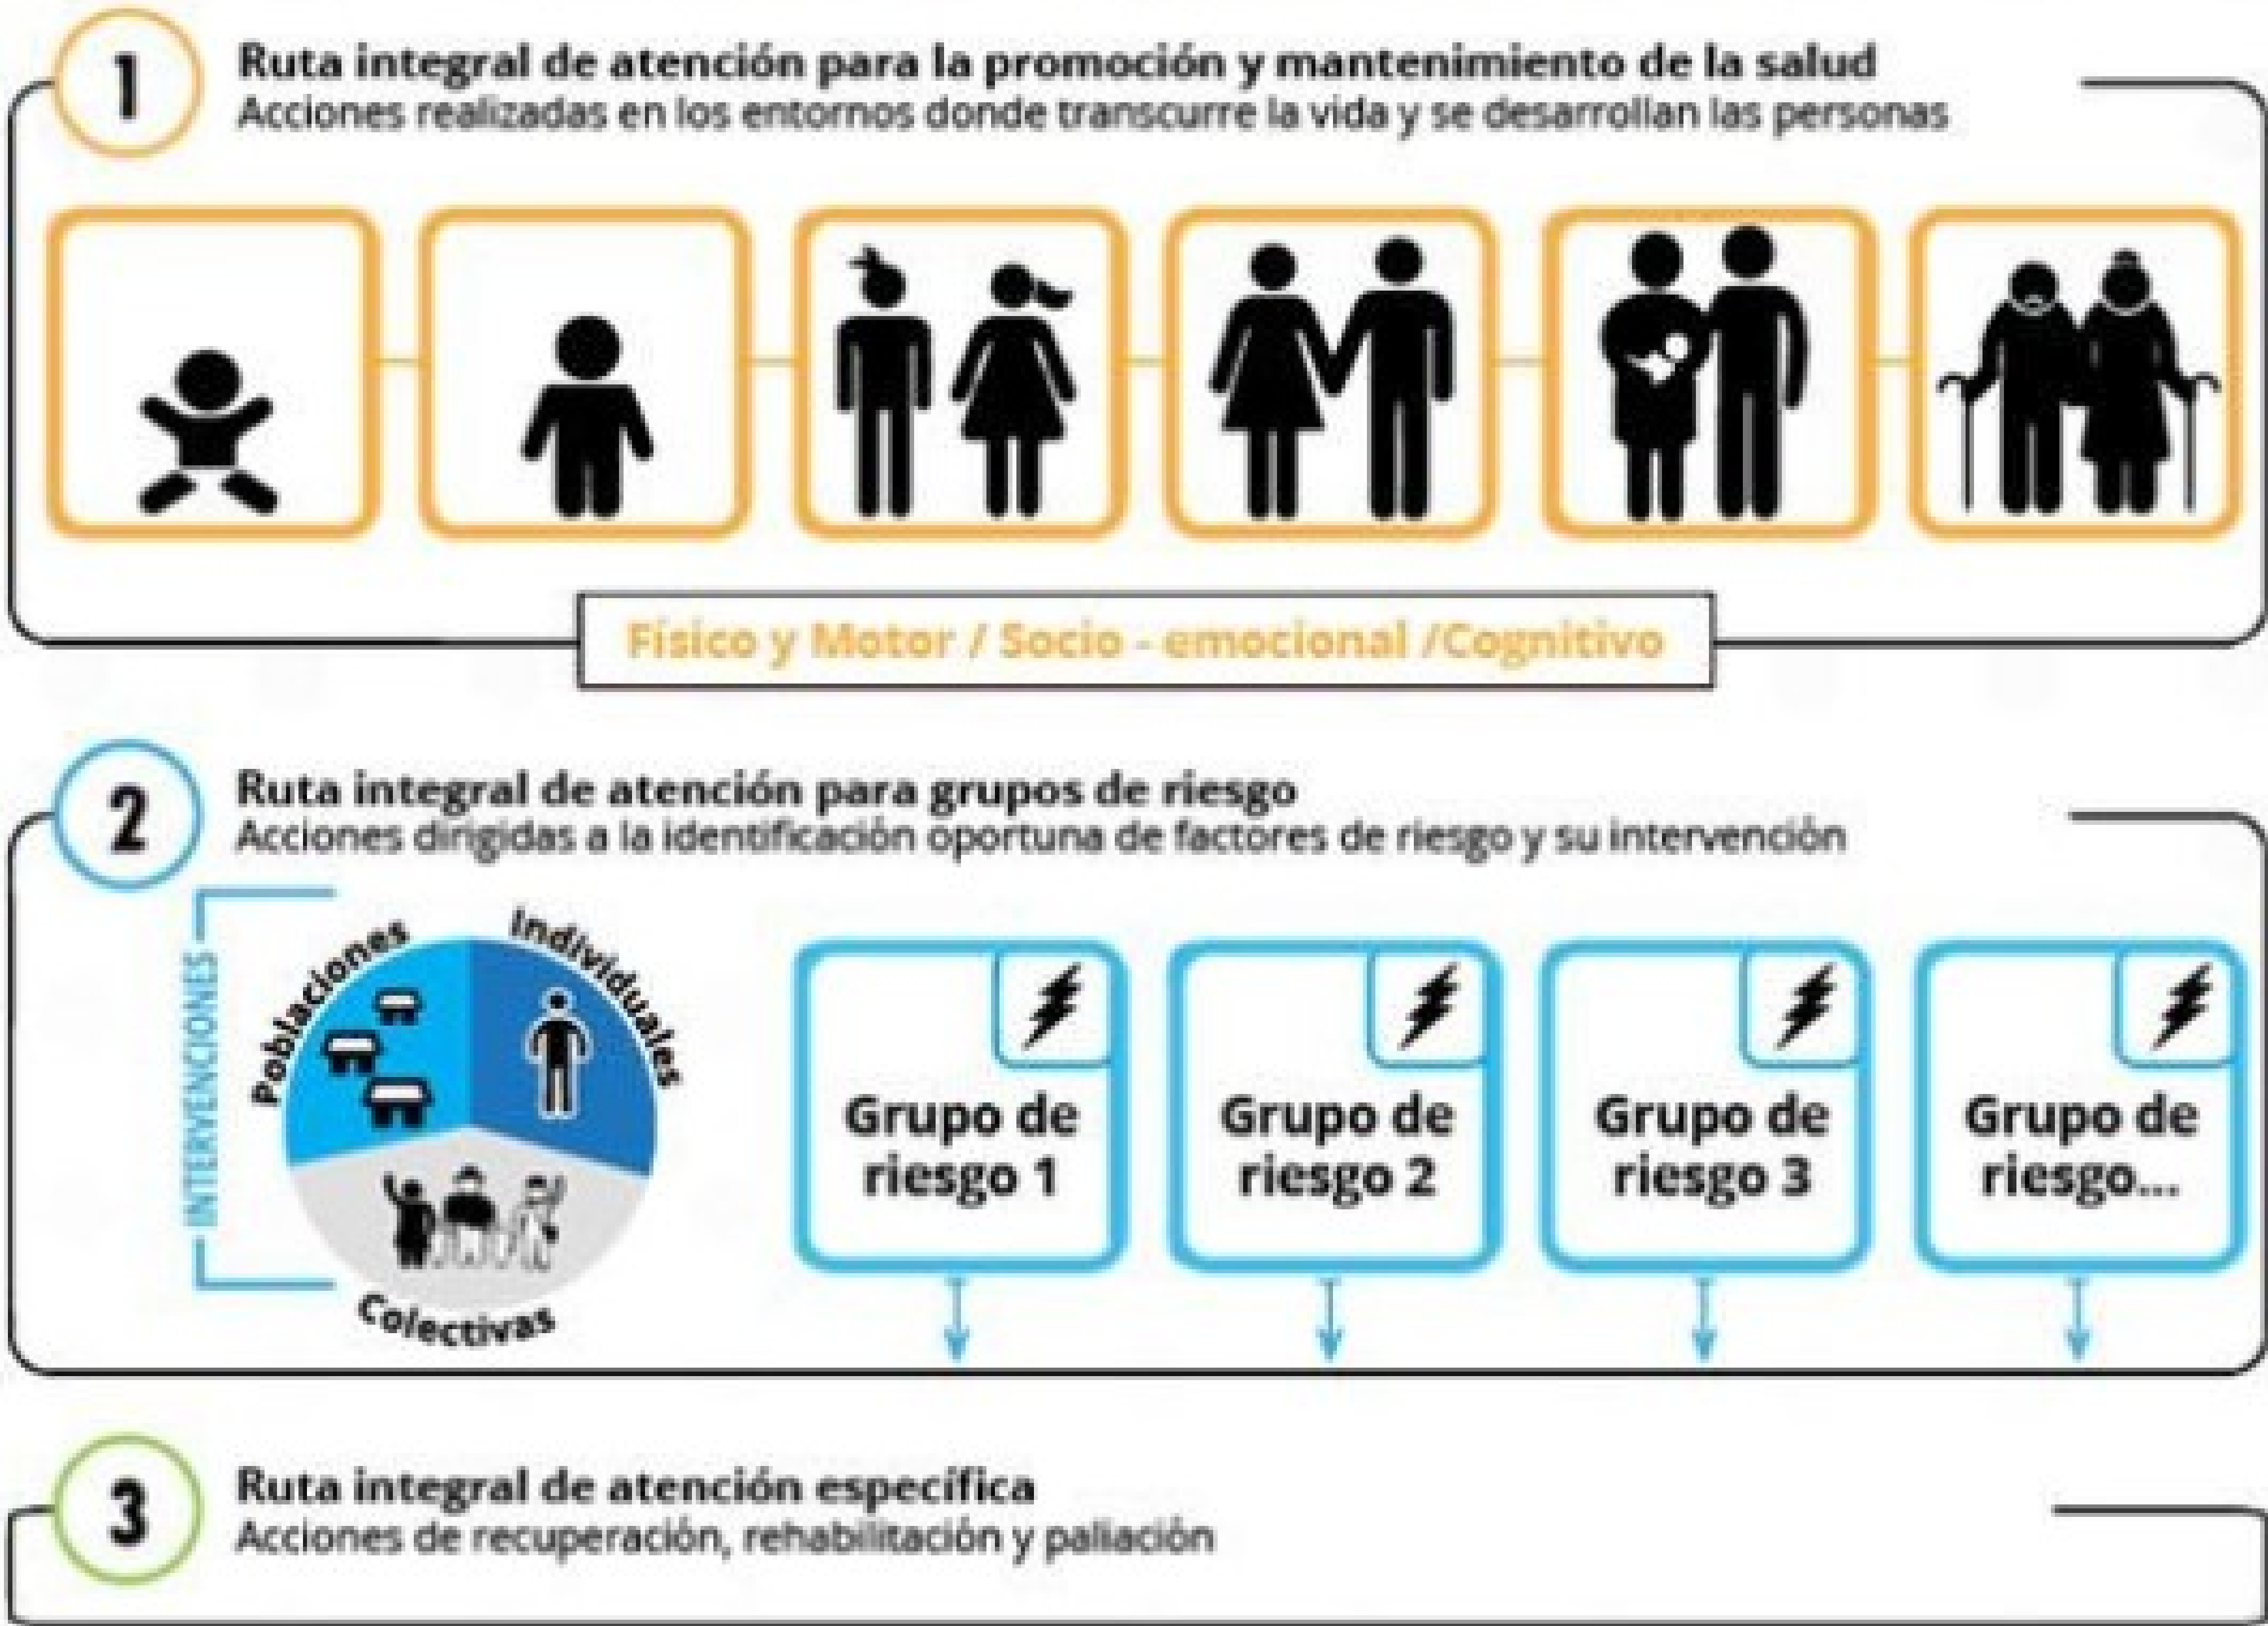 1
Ruta integral de atención para la promoción y mantenimiento de la salud
Acciones realizadas en los entornos donde transcurre la vida y se desarrollan las personas
Físico y Motor / Socio - emocional /Cognitivo
2
Ruta integral de atención para grupos de riesgo
Acciones dirigidas a la identificación oportuna de factores de riesgo y su intervención
INTERVENCIONES
Poblaciones
Individuales
Colectivas
Grupo de
riesgo 1
Grupo de
riesgo 2
Grupo de
riesgo 3
Grupo de
riesgo...
3
Ruta integral de atención específica
Acciones de recuperación, rehabilitación y paliación